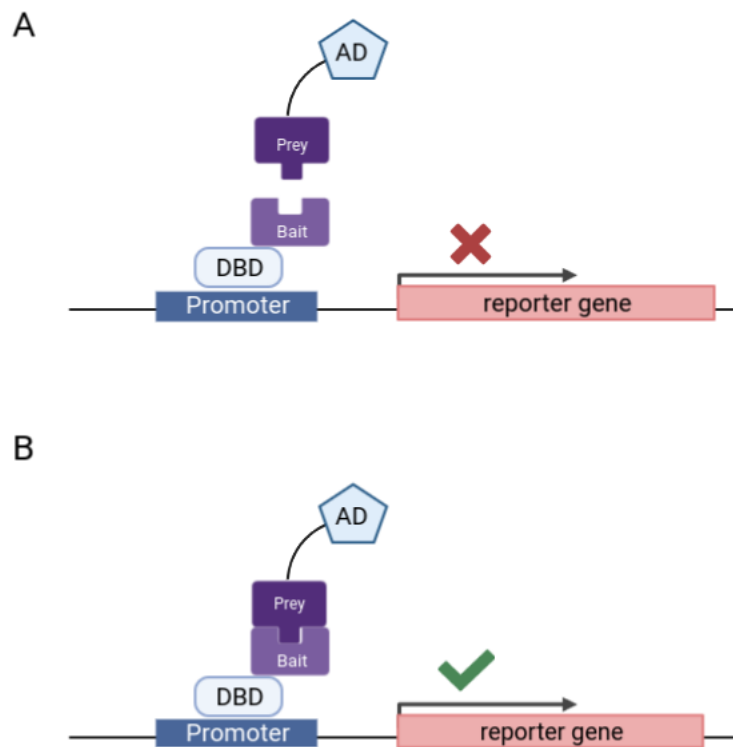 A
AD
Prey
Bait
DBD
Promoter
reporter gene
B
AD
Prey
Bait
DBD
Promoter
reporter gene